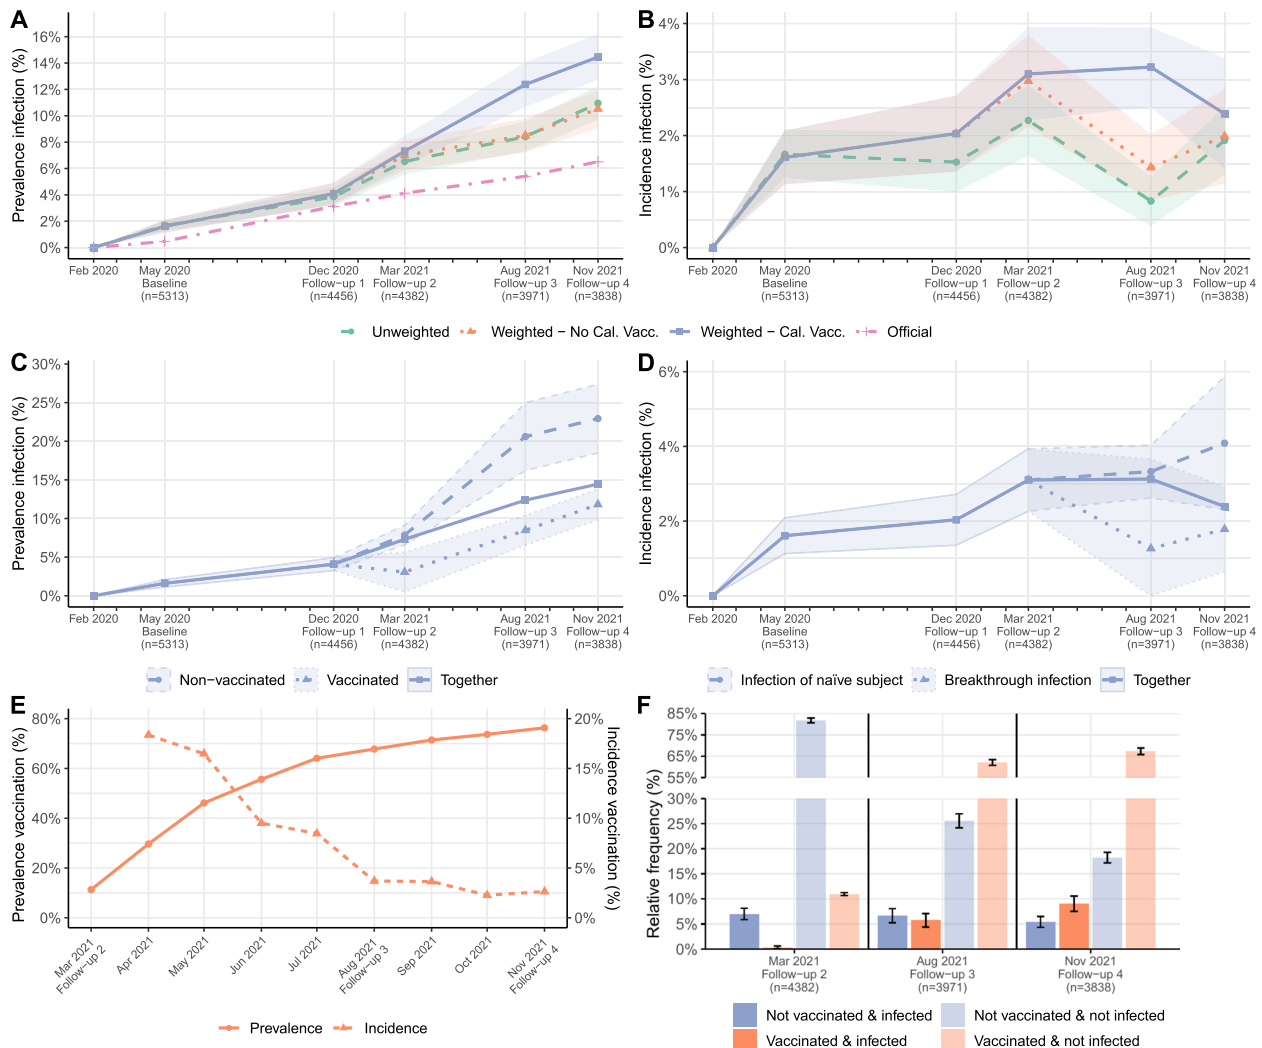 A
Prevalence infection (%)
16%
14%
12%
10%
8%
6%
4%
2%
0%
Feb 2020
May 2020
Baseline
(n=5313)
Dec 2020
Follow−up 1
(n=4456)
Mar 2021
Follow−up 2
(n=4382)
Aug 2021
Follow−up 3
(n=3971)
Nov 2021
Follow−up 4
(n=3838)
B
Incidence infection (%)
4%
3%
2%
1%
0%
Feb 2020
May 2020
Baseline
(n=5313)
Dec 2020
Follow−up 1
(n=4456)
Mar 2021
Follow−up 2
(n=4382)
Aug 2021
Follow−up 3
(n=3971)
Nov 2021
Follow−up 4
(n=3838)
Unweighted Weighted − No Cal. Vacc. Weighted − Cal. Vacc. Official
C
Prevalence infection (%)
30%
25%
20%
15%
10%
5%
0%
Feb 2020
May 2020
Baseline
(n=5313)
Dec 2020
Follow−up 1
(n=4456)
Mar 2021
Follow−up 2
(n=4382)
Aug 2021
Follow−up 3
(n=3971)
Nov 2021
Follow−up 4
(n=3838)
Non−vaccinated Vaccinated Together
D
Incidence infection (%)
6%
4%
2%
0%
Feb 2020
May 2020
Baseline
(n=5313)
Dec 2020
Follow−up 1
(n=4456)
Mar 2021
Follow−up 2
(n=4382)
Aug 2021
Follow−up 3
(n=3971)
Nov 2021
Follow−up 4
(n=3838)
Infection of naïve subject Breakthrough infection Together
E
Prevalence vaccination (%)
80%
60%
40%
20%
0%
20%
15%
10%
5%
0%
Incidence vaccination (%)
Mar 2021
Follow−up 2
Apr 2021
May 2021
Jun 2021
Jul 2021
Aug 2021
Follow−up 3
Sep 2021
Oct 2021
Nov 2021
Follow−up 4
Prevalence Incidence
F
Relative frequency (%)
85%
75%
65%
55%
30%
25%
20%
15%
10%
5%
0%
Mar 2021
Follow−up 2
(n=4382)
Aug 2021
Follow−up 3
(n=3971)
Nov 2021
Follow−up 4
(n=3838)
Not vaccinated & infected Not vaccinated & not infected
Vaccinated & infected Vaccinated & not infected